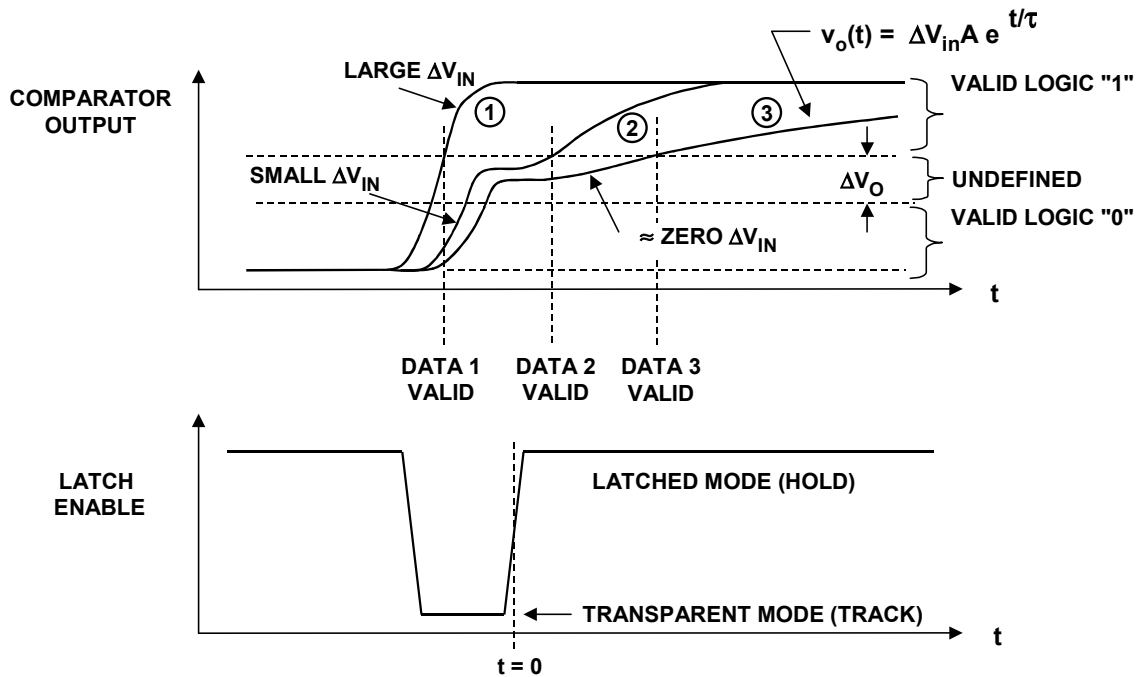 v_o(t) = ΔV_in A e^t/τ
LARGE ΔV_IN
COMPARATOR
OUTPUT
VALID LOGIC "1"
1
2
3
SMALL ΔV_IN
ΔV_O
UNDEFINED
≈ ZERO ΔV_IN
VALID LOGIC "0"
t
DATA 1
VALID
DATA 2
VALID
DATA 3
VALID
LATCH
ENABLE
LATCHED MODE (HOLD)
TRANSPARENT MODE (TRACK)
t
t = 0